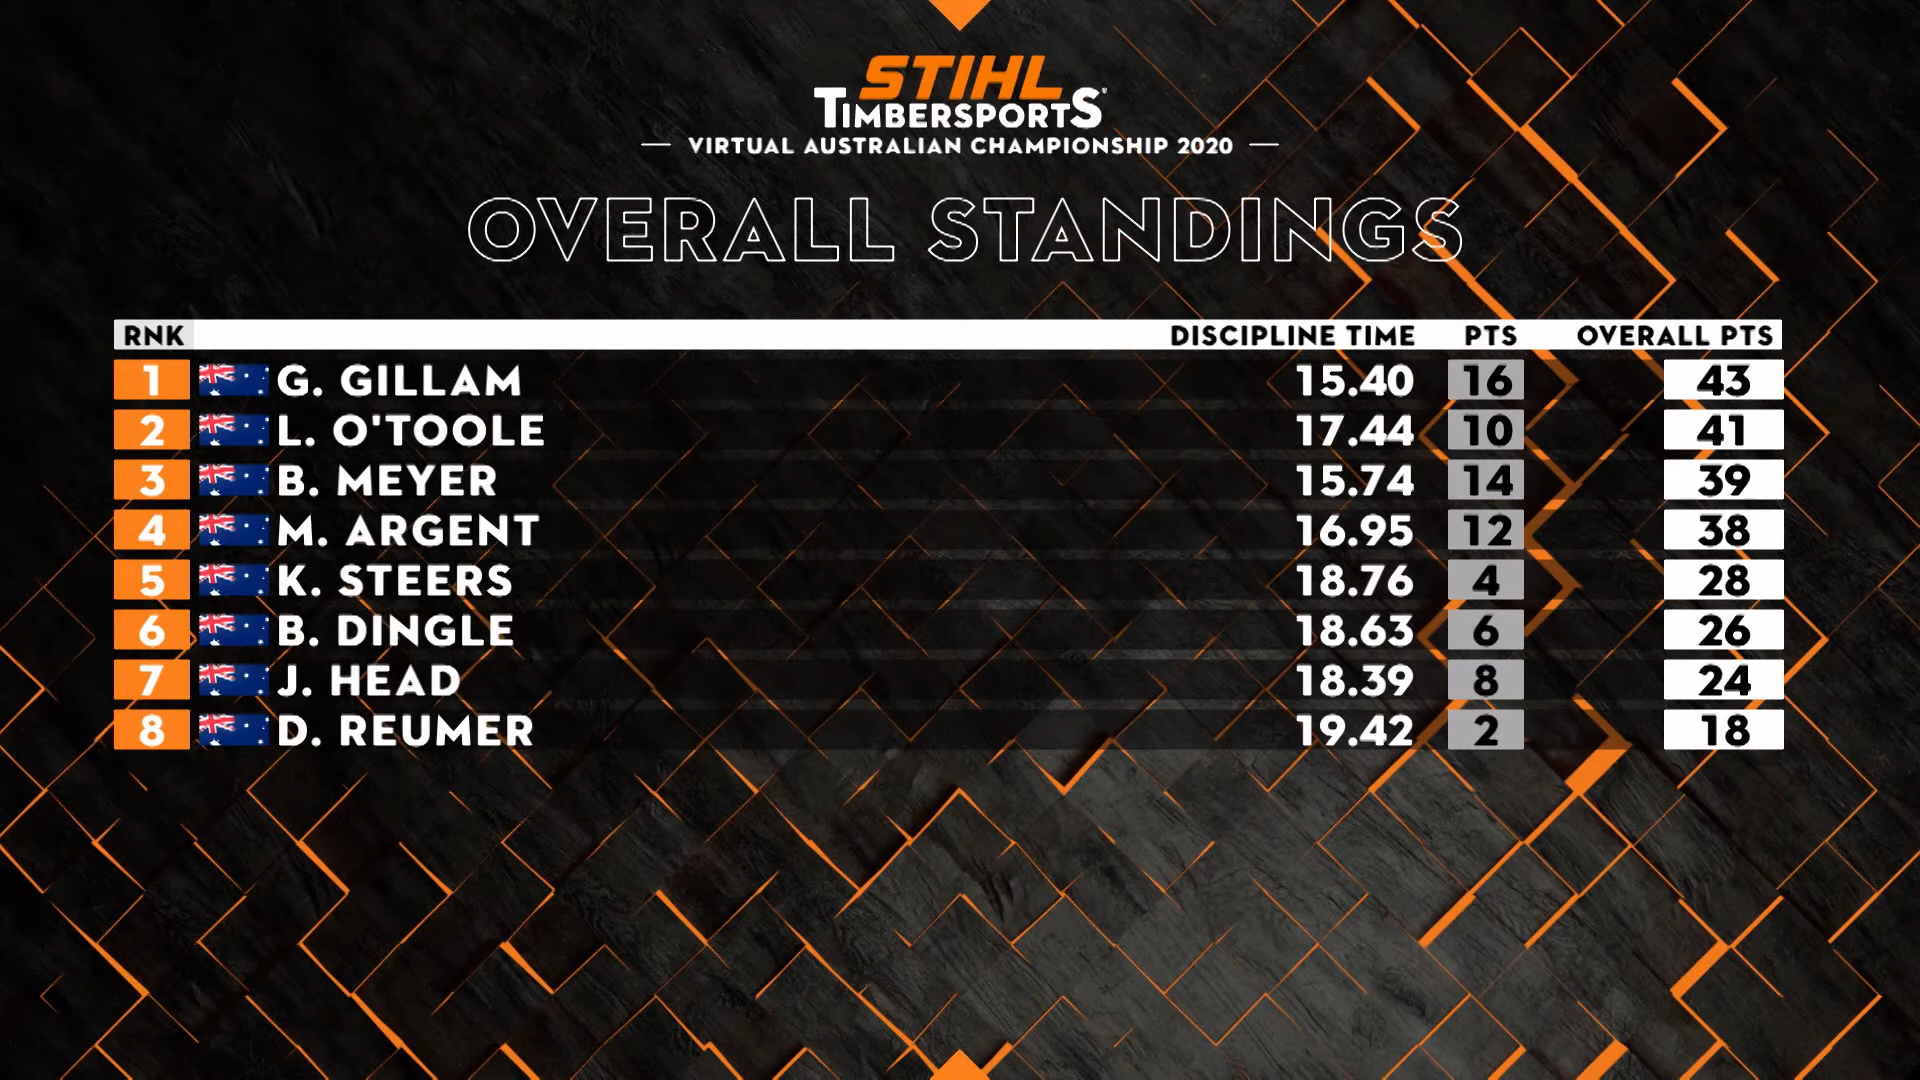 STIHL
TIMBERSPORTS®
— VIRTUAL AUSTRALIAN CHAMPIONSHIP 2020 —
OVERALL STANDINGS
RNK DISCIPLINE TIME PTS OVERALL PTS
1 G. GILLAM 15.40 16 43
2 L. O'TOOLE 17.44 10 41
3 B. MEYER 15.74 14 39
4 M. ARGENT 16.95 12 38
5 K. STEERS 18.76 4 28
6 B. DINGLE 18.63 6 26
7 J. HEAD 18.39 8 24
8 D. REUMER 19.42 2 18